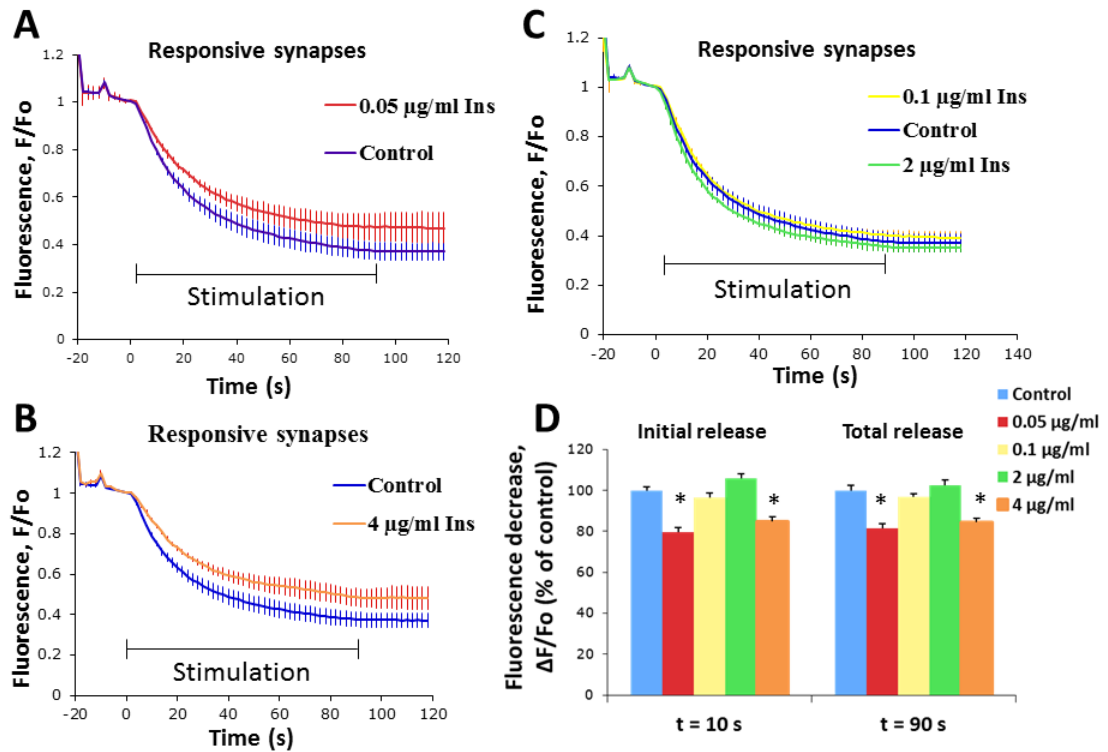 A
Responsive synapses
Fluorescence, F/Fo
1.2
1
0.8
0.6
0.4
0.2
0
0.05 µg/ml Ins
Control
Stimulation
-20 0 20 40 60 80 100 120
Time (s)
C
Responsive synapses
Fluorescence, F/Fo
1.2
1
0.8
0.6
0.4
0.2
0
0.1 µg/ml Ins
Control
2 µg/ml Ins
Stimulation
-20 0 20 40 60 80 100 120 140
Time (s)
B
Responsive synapses
Fluorescence, F/Fo
1.2
1
0.8
0.6
0.4
0.2
0
Control
4 µg/ml Ins
Stimulation
-20 0 20 40 60 80 100 120
Time (s)
D
Initial release
Total release
Fluorescence decrease,
ΔF/Fo (% of control)
120
100
80
60
40
20
0
* * * *
t = 10 s
t = 90 s
Control
0.05 µg/ml
0.1 µg/ml
2 µg/ml
4 µg/ml